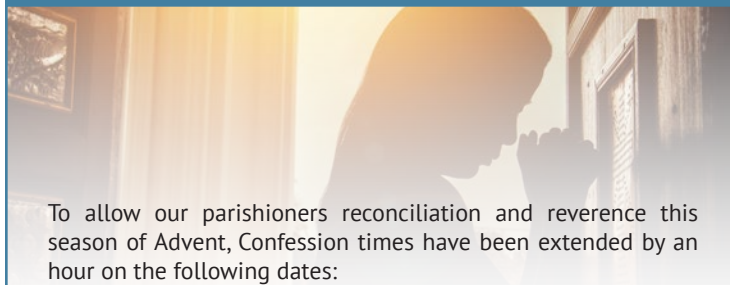 To allow our parishioners reconciliation and reverence this
season of Advent, Confession times have been extended by an
hour on the following dates: